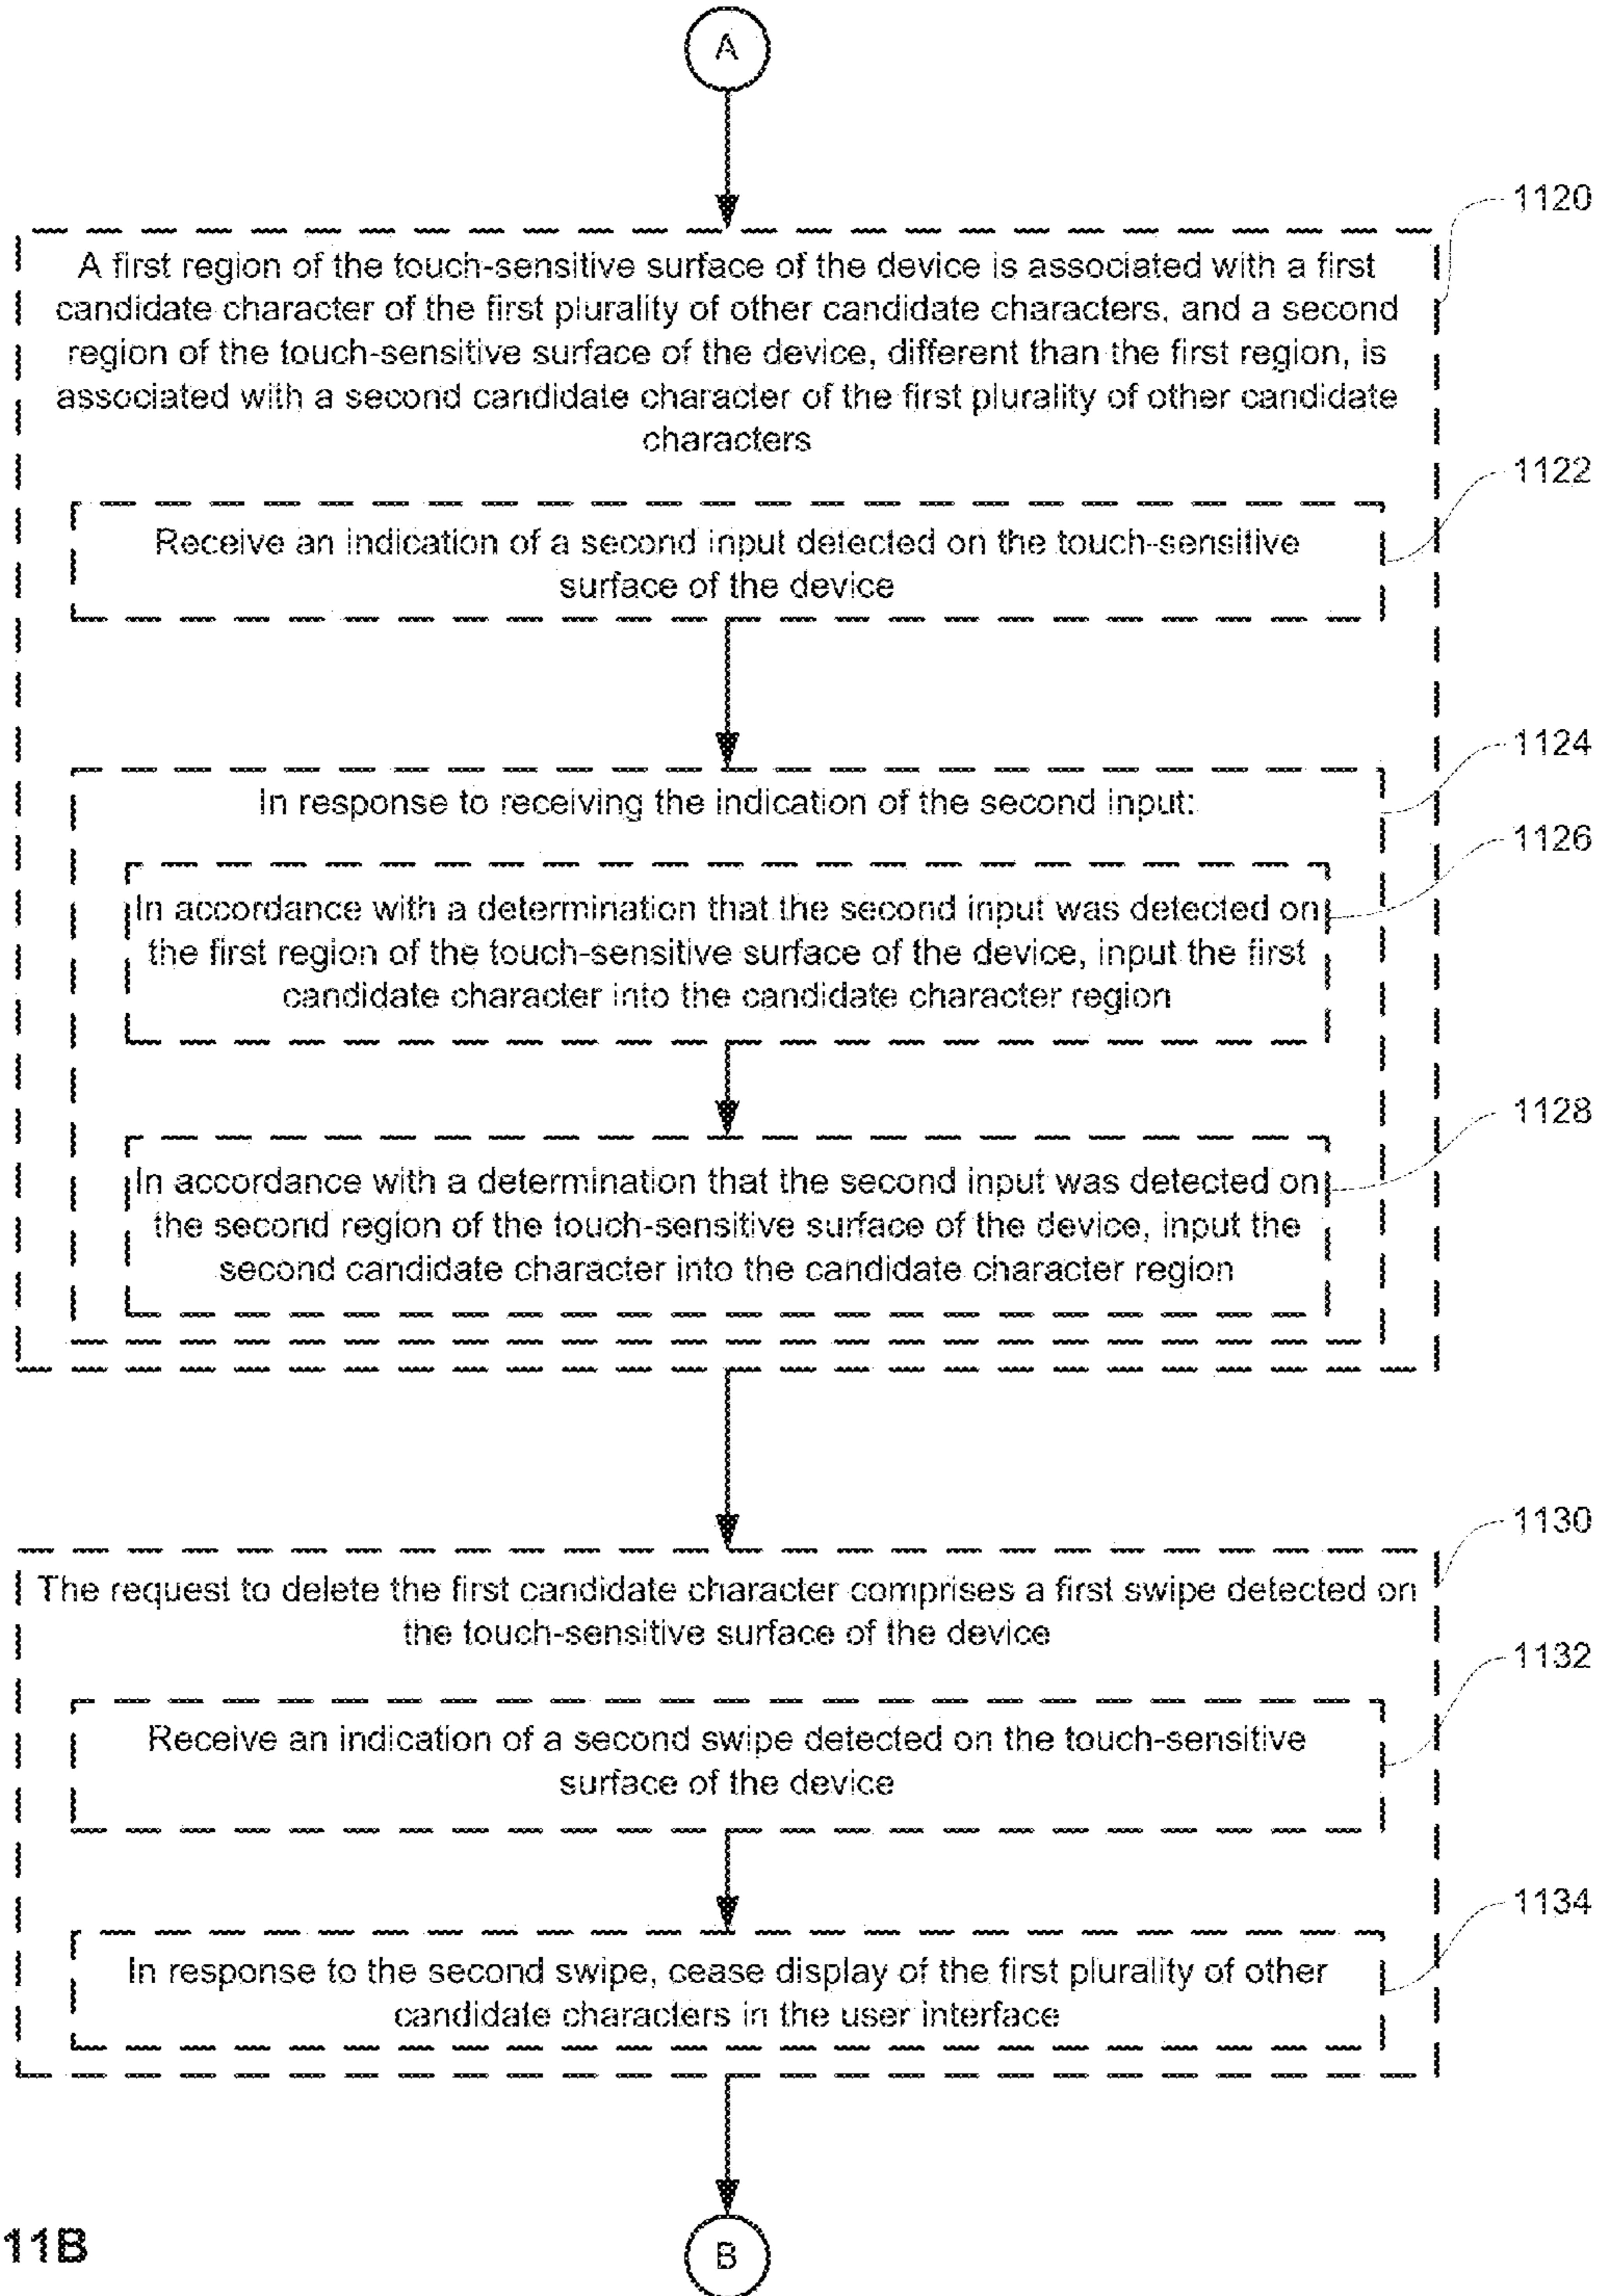 A
1120
A first region of the touch-sensitive surface of the device is associated with a first
candidate character of the first plurality of other candidate characters, and a second
region of the touch-sensitive surface of the device, different than the first region, is
associated with a second candidate character of the first plurality of other candidate
characters
1122
Receive an indication of a second input detected on the touch-sensitive
surface of the device
1124
In response to receiving the indication of the second input:
1126
In accordance with a determination that the second input was detected on
the first region of the touch-sensitive surface of the device, input the first
candidate character into the candidate character region
1128
In accordance with a determination that the second input was detected on
the second region of the touch-sensitive surface of the device, input the
second candidate character into the candidate character region
1130
The request to delete the first candidate character comprises a first swipe detected on
the touch-sensitive surface of the device
1132
Receive an indication of a second swipe detected on the touch-sensitive
surface of the device
1134
In response to the second swipe, cease display of the first plurality of other
candidate characters in the user interface
11B
B